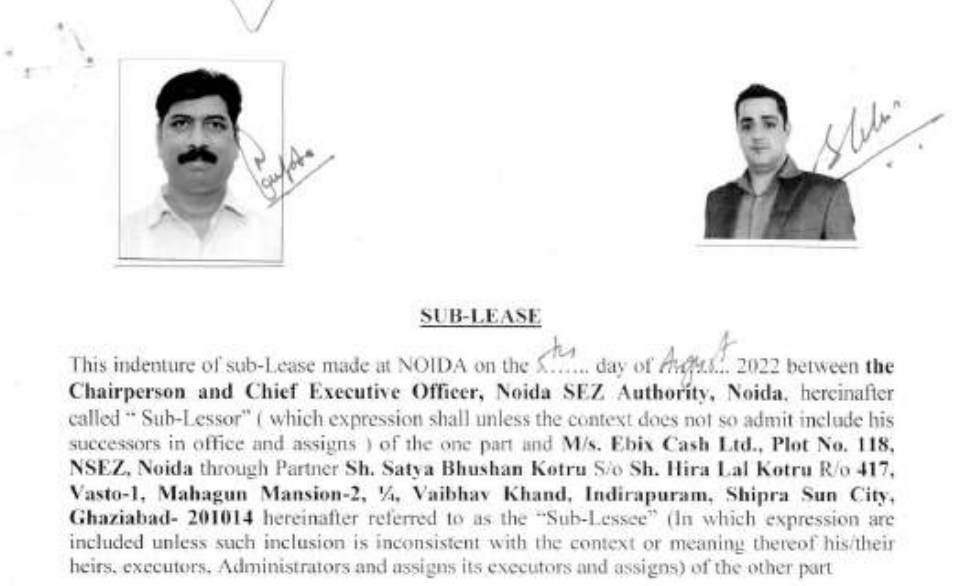 SUB-LEASE
This indenture of sub-Lease made at NOIDA on the 5th...... day of August... 2022 between the
Chairperson and Chief Executive Officer, Noida SEZ Authority, Noida, hereinafter
called “ Sub-Lessor” ( which expression shall unless the context does not so admit include his
successors in office and assigns ) of the one part and M/s. Ebix Cash Ltd., Plot No. 118,
NSEZ, Noida through Partner Sh. Satya Bhushan Kotru S/o Sh. Hira Lal Kotru R/o 417,
Vasto-1, Mahagun Mansion-2, ¼, Vaibhav Khand, Indirapuram, Shipra Sun City,
Ghaziabad- 201014 hereinafter referred to as the “Sub-Lessee” (In which expression are
included unless such inclusion is inconsistent with the context or meaning thereof his/their
heirs, executors, Administrators and assigns its executors and assigns) of the other part